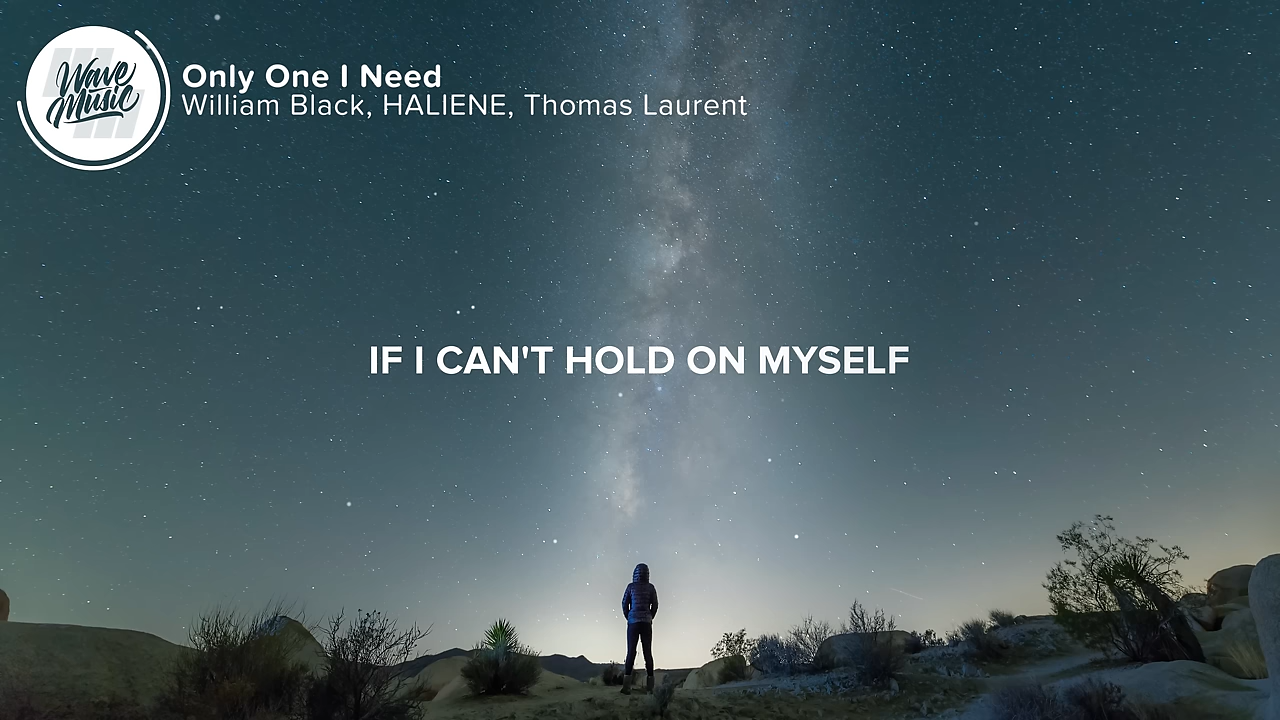 Wave
Music
Only One I Need
William Black, HALIENE, Thomas Laurent
IF I CAN'T HOLD ON MYSELF